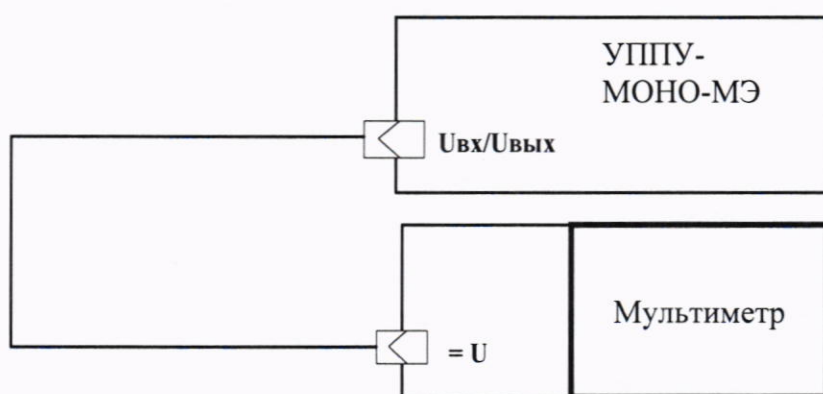 УППУ-
МОНО-МЭ
Uвх/Uвых
Мультиметр
= U